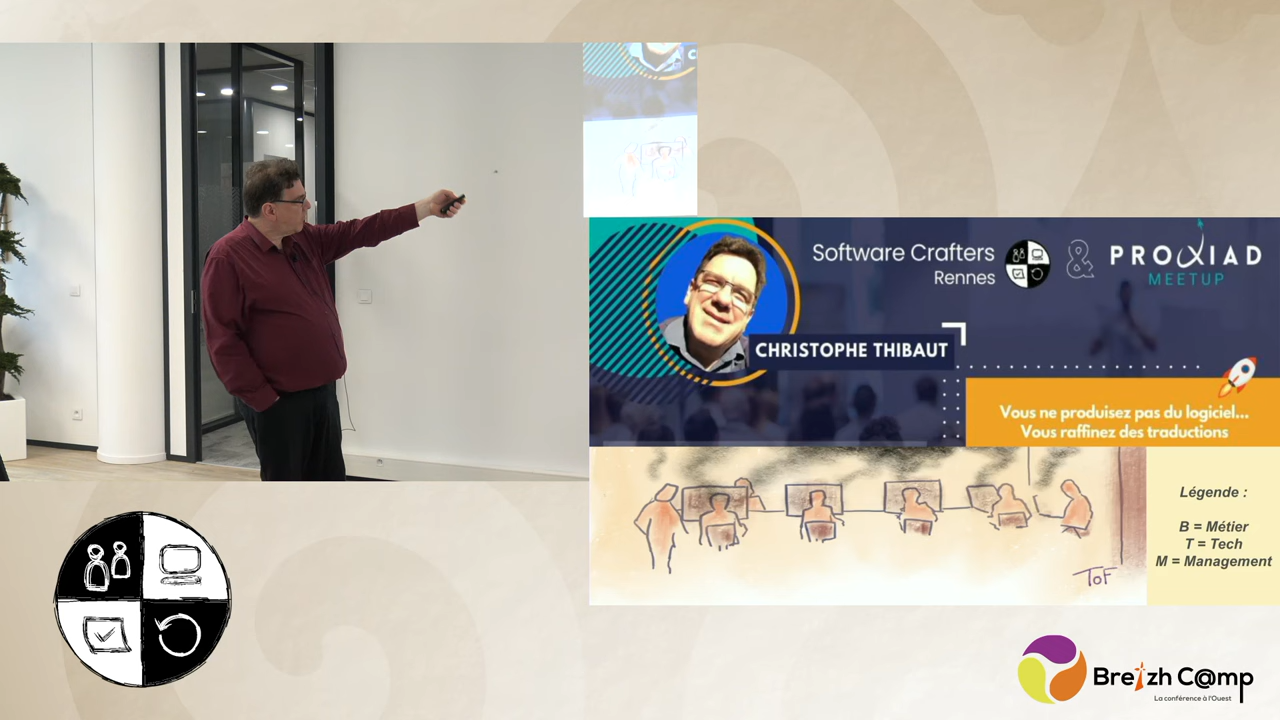 Software Crafters
Rennes
&
PROXIAD
MEETUP
CHRISTOPHE THIBAUT
Vous ne produisez pas du logiciel...
Vous raffinez des traductions
Légende :
B = Métier
T = Tech
M = Management
ToF
Breizh C@mp
La conférence à l'Ouest